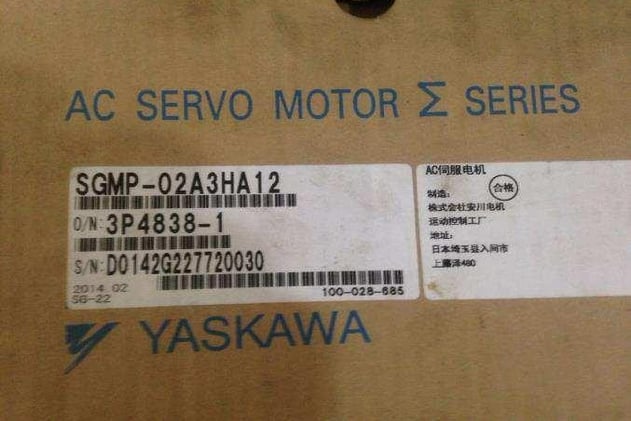 AC SERVO MOTOR Σ SERIES
SGMP-02A3HA12
O/N: 3P4838-1
S/N: D0142G227720030
2014.02
SG-22
100-028-685
AC伺服电机
合格
制造:
株式会社安川电机
运动控制工厂
地址:
日本埼玉县入间市
上藤泽480
YASKAWA